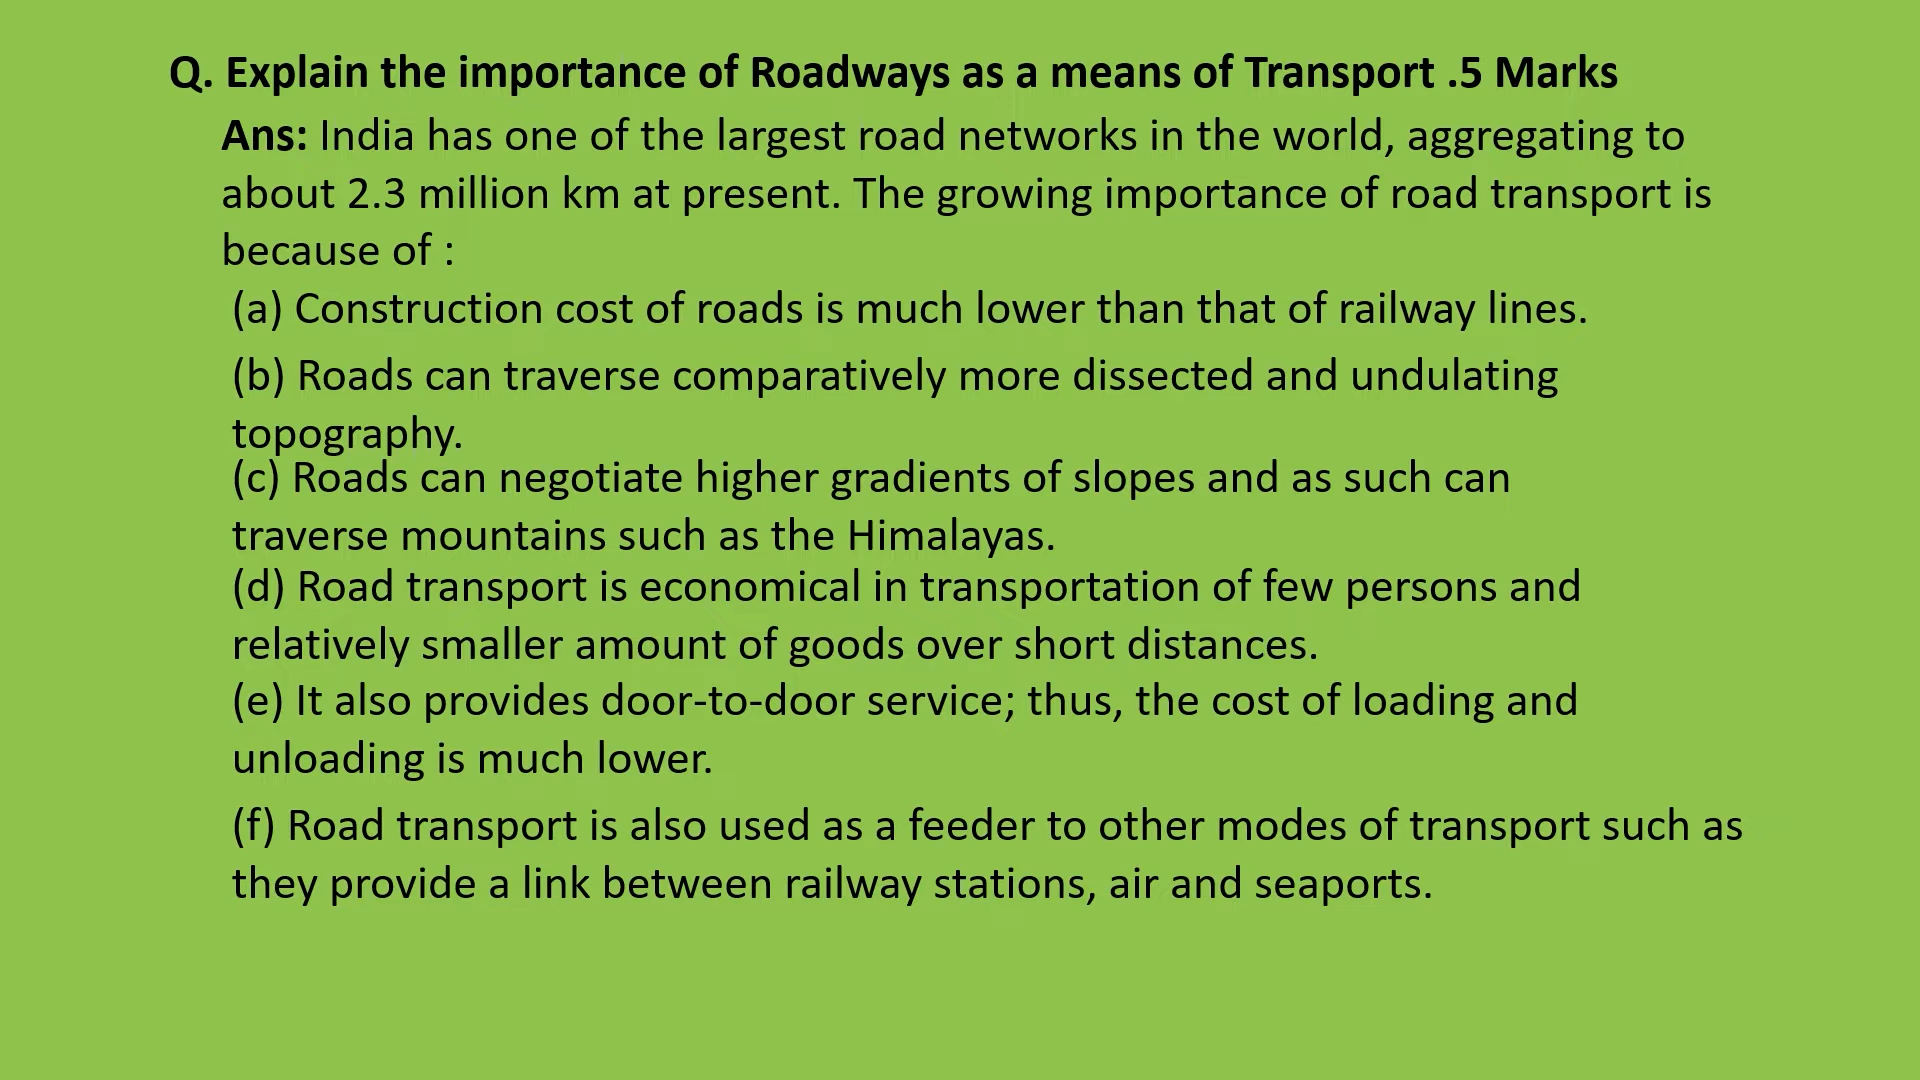 Q. Explain the importance of Roadways as a means of Transport .5 Marks
Ans: India has one of the largest road networks in the world, aggregating to
about 2.3 million km at present. The growing importance of road transport is
because of :
(a) Construction cost of roads is much lower than that of railway lines.
(b) Roads can traverse comparatively more dissected and undulating
topography.
(c) Roads can negotiate higher gradients of slopes and as such can
traverse mountains such as the Himalayas.
(d) Road transport is economical in transportation of few persons and
relatively smaller amount of goods over short distances.
(e) It also provides door-to-door service; thus, the cost of loading and
unloading is much lower.
(f) Road transport is also used as a feeder to other modes of transport such as
they provide a link between railway stations, air and seaports.